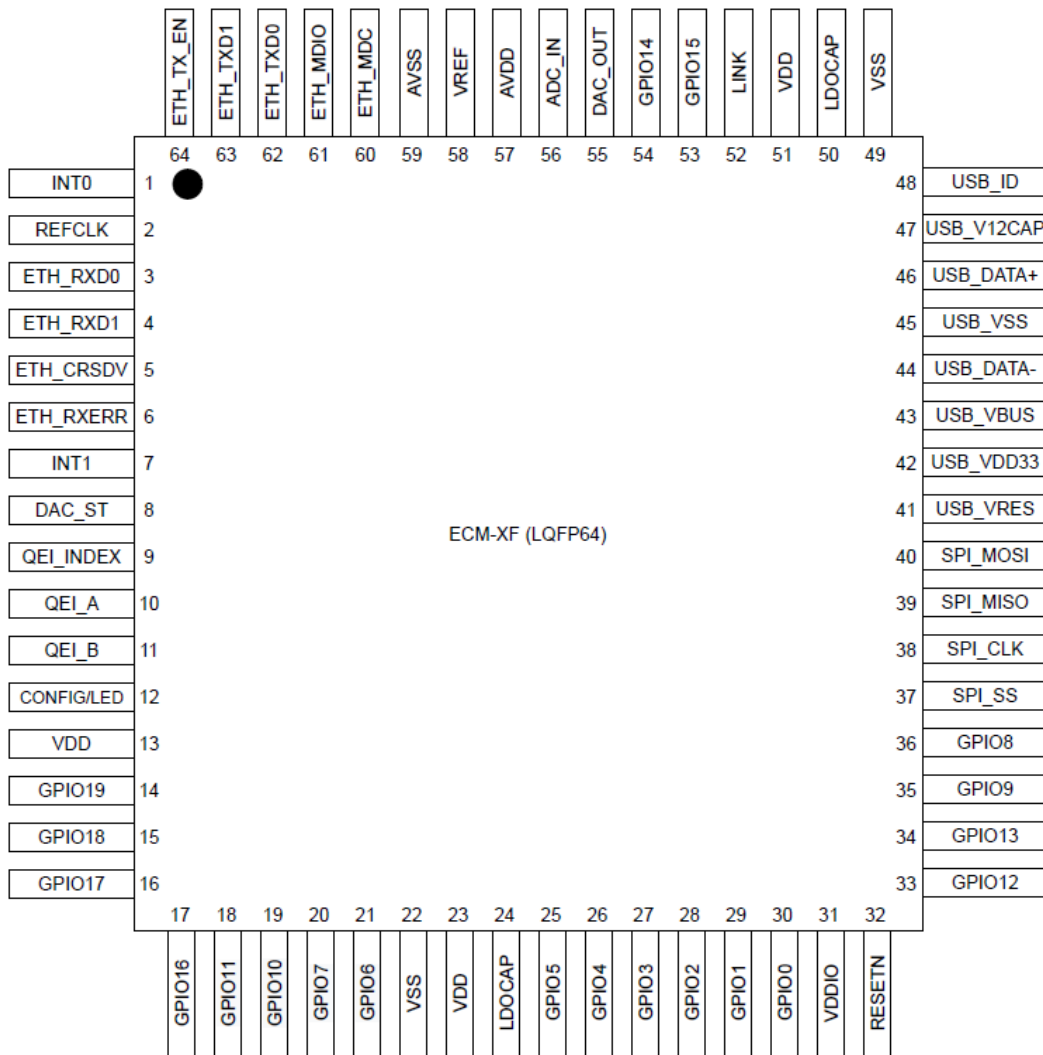 ETH_TX_EN
ETH_TXD1
ETH_TXD0
ETH_MDIO
ETH_MDC
AVSS
VREF
AVDD
ADC_IN
DAC_OUT
GPIO14
GPIO15
LINK
VDD
LDOCAP
VSS
64 63 62 61 60 59 58 57 56 55 54 53 52 51 50 49
INT0 1
REFCLK 2
ETH_RXD0 3
ETH_RXD1 4
ETH_CRSDV 5
ETH_RXERR 6
INT1 7
DAC_ST 8
QEI_INDEX 9
QEI_A 10
QEI_B 11
CONFIG/LED 12
VDD 13
GPIO19 14
GPIO18 15
GPIO17 16
ECM-XF (LQFP64)
48 USB_ID
47 USB_V12CAP
46 USB_DATA+
45 USB_VSS
44 USB_DATA-
43 USB_VBUS
42 USB_VDD33
41 USB_VRES
40 SPI_MOSI
39 SPI_MISO
38 SPI_CLK
37 SPI_SS
36 GPIO8
35 GPIO9
34 GPIO13
33 GPIO12
17 18 19 20 21 22 23 24 25 26 27 28 29 30 31 32
GPIO16
GPIO11
GPIO10
GPIO7
GPIO6
VSS
VDD
LDOCAP
GPIO5
GPIO4
GPIO3
GPIO2
GPIO1
GPIO0
VDDIO
RESETN